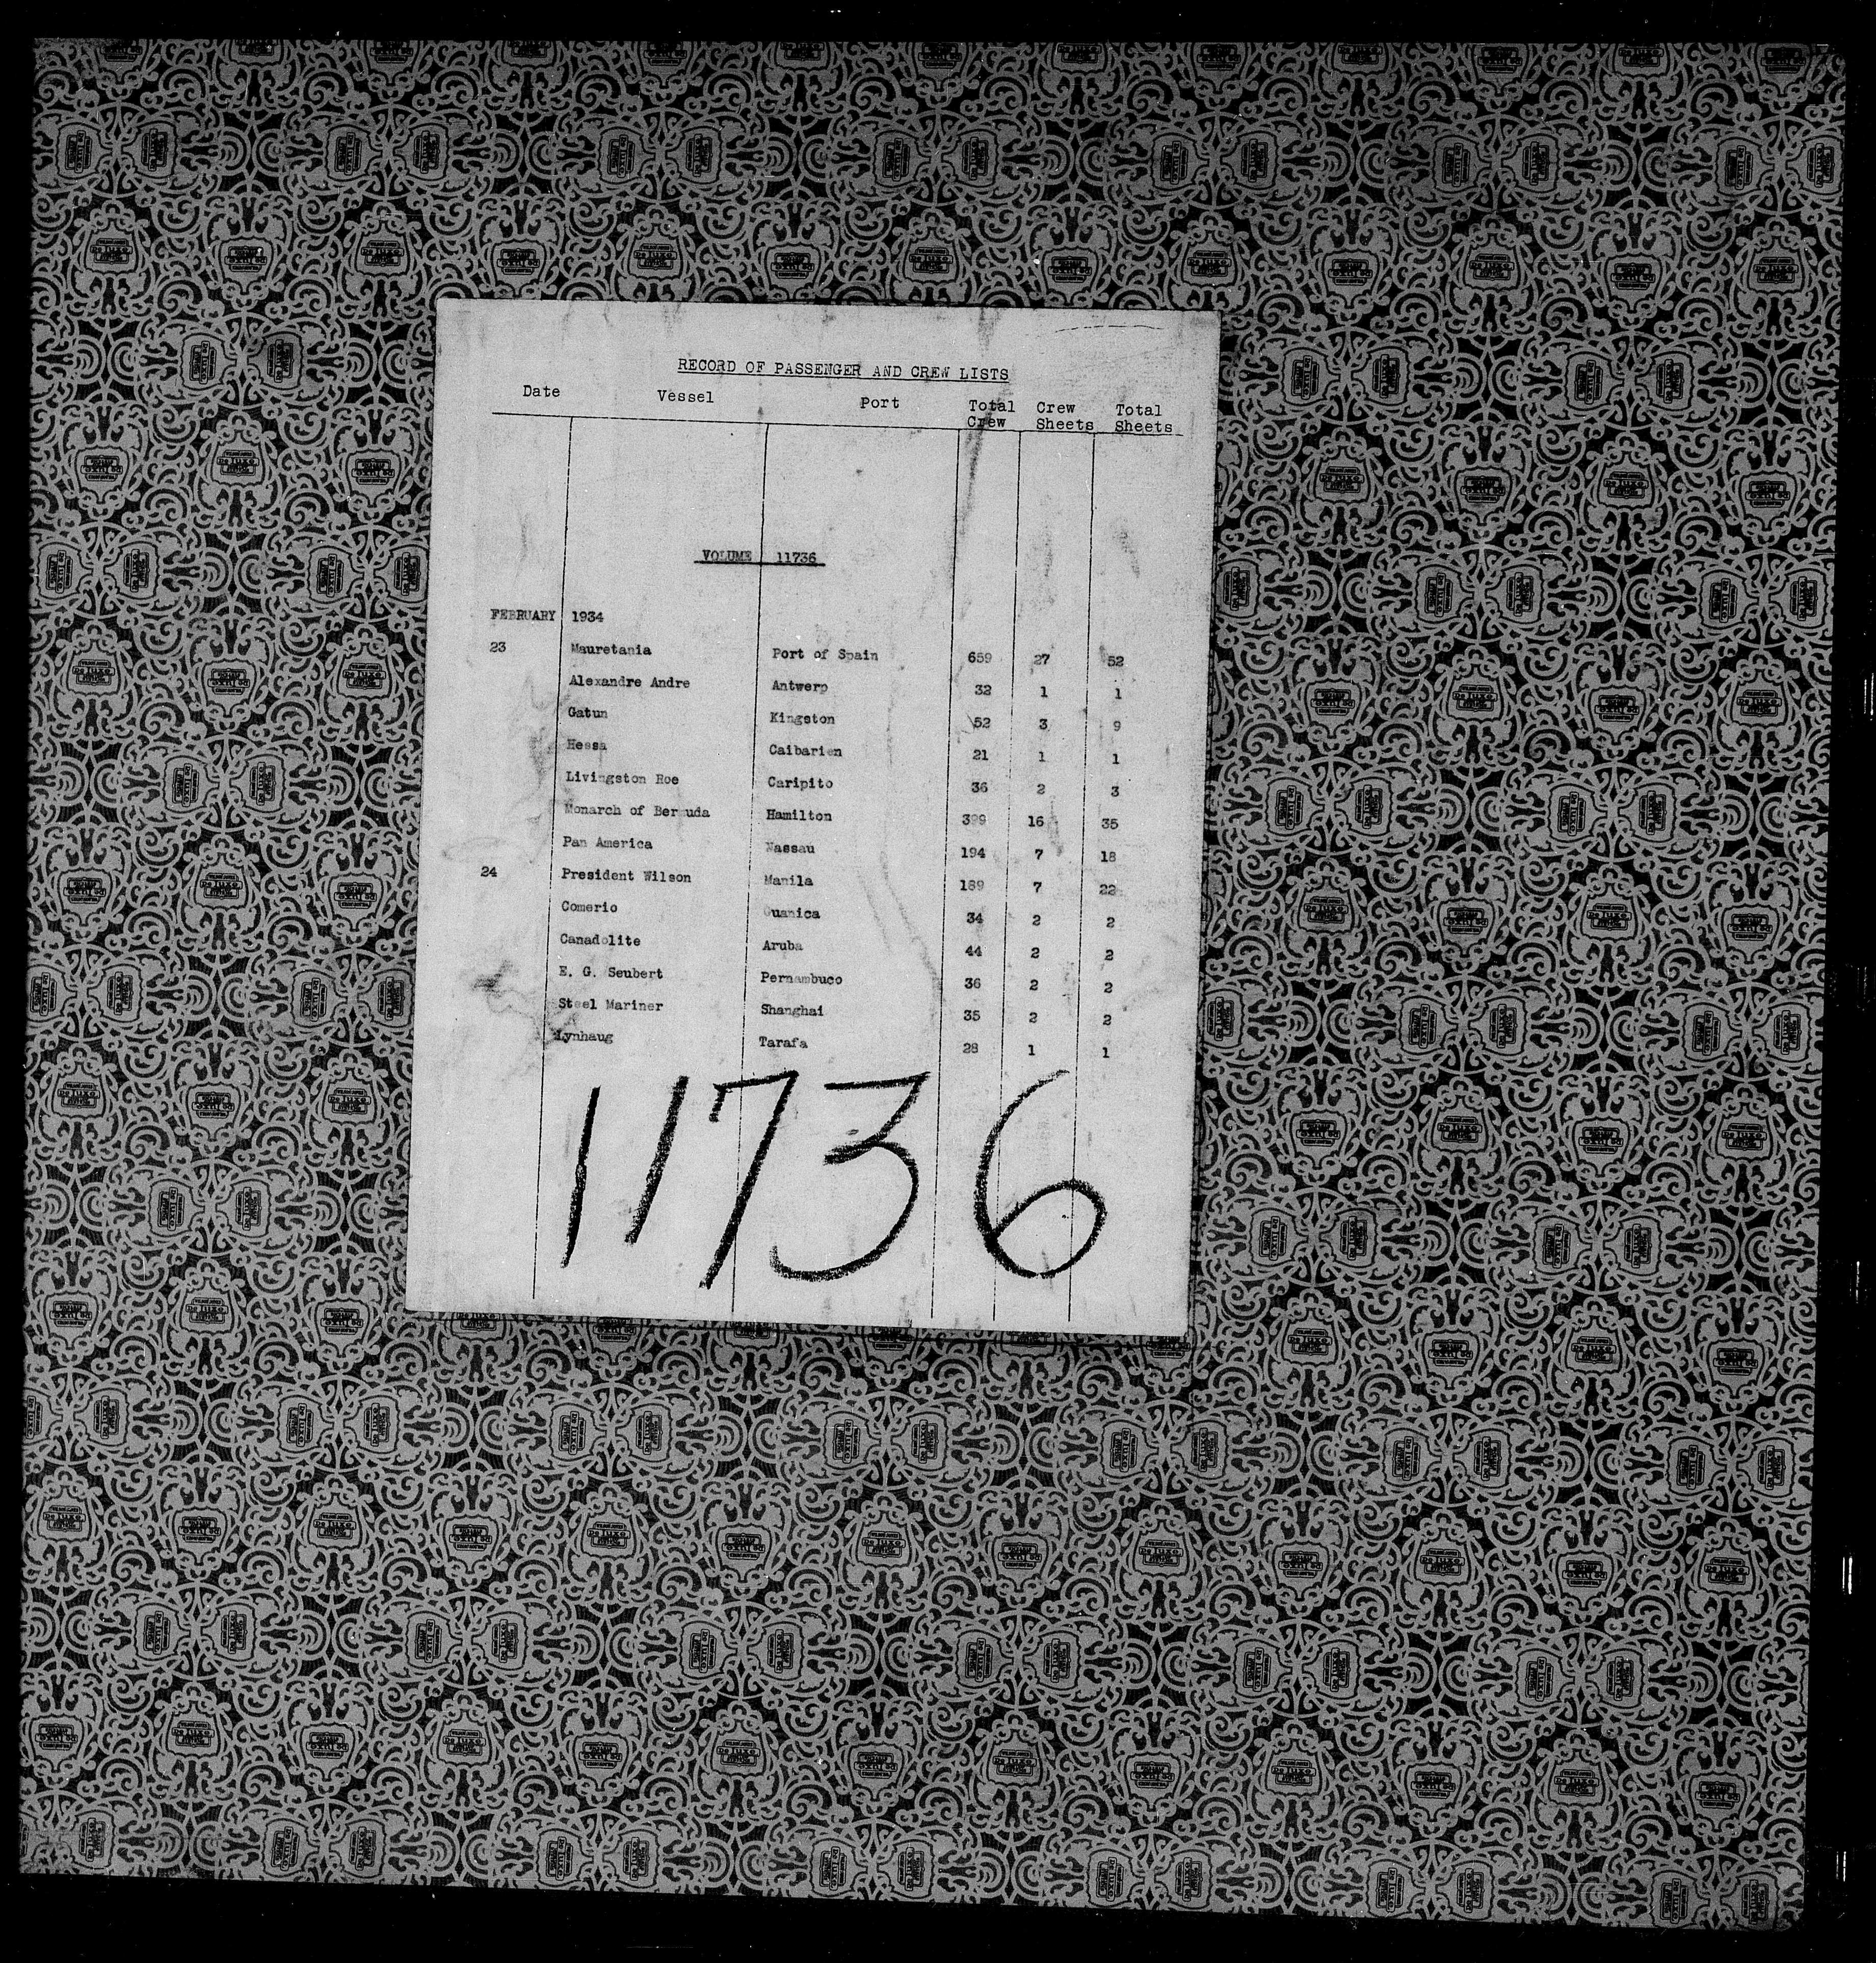 RECORD OF PASSENGER AND CREW LISTS
Date Vessel Port Total Crew Crew Sheets Total Sheets
VOLUME 11736
FEBRUARY 1934
23 Mauretania Port of Spain 659 27 52
Alexandre Andre Antwerp 32 1 1
Gatun Kingston 52 3 9
Hessa Caibarien 21 1 1
Livingston Roe Caripito 36 2 3
Monarch of Bermuda Hamilton 399 16 35
Pan America Nassau 194 7 18
24 President Wilson Manila 189 7 22
Comerio Guanica 34 2 2
Canadolite Aruba 44 2 2
E. G. Seubert Pernambuco 36 2 2
Steel Mariner Shanghai 35 2 2
Lynhaug Tarafa 28 1 1
11736